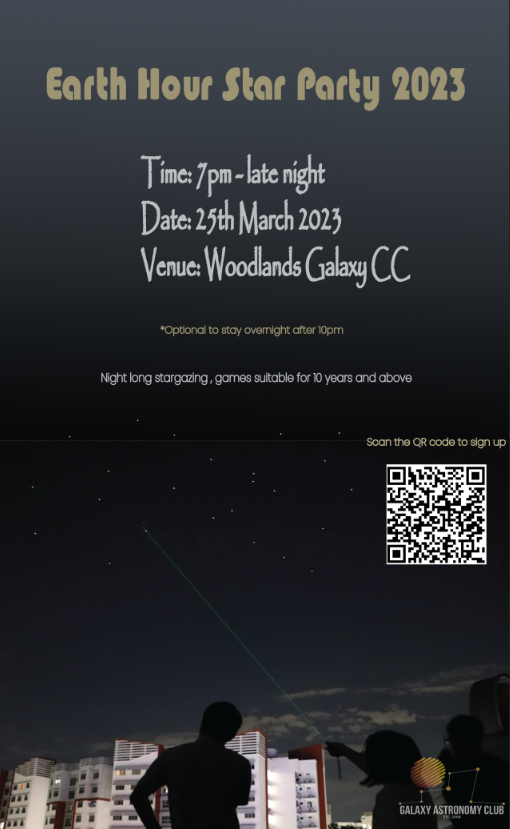 Earth Hour Star Party 2023
Time: 7pm - late night
Date: 25th March 2023
Venue: Woodlands Galaxy CC
*Optional to stay overnight after 10pm
Night long stargazing , games suitable for 10 years and above
Scan the QR code to sign up
GALAXY ASTRONOMY CLUB